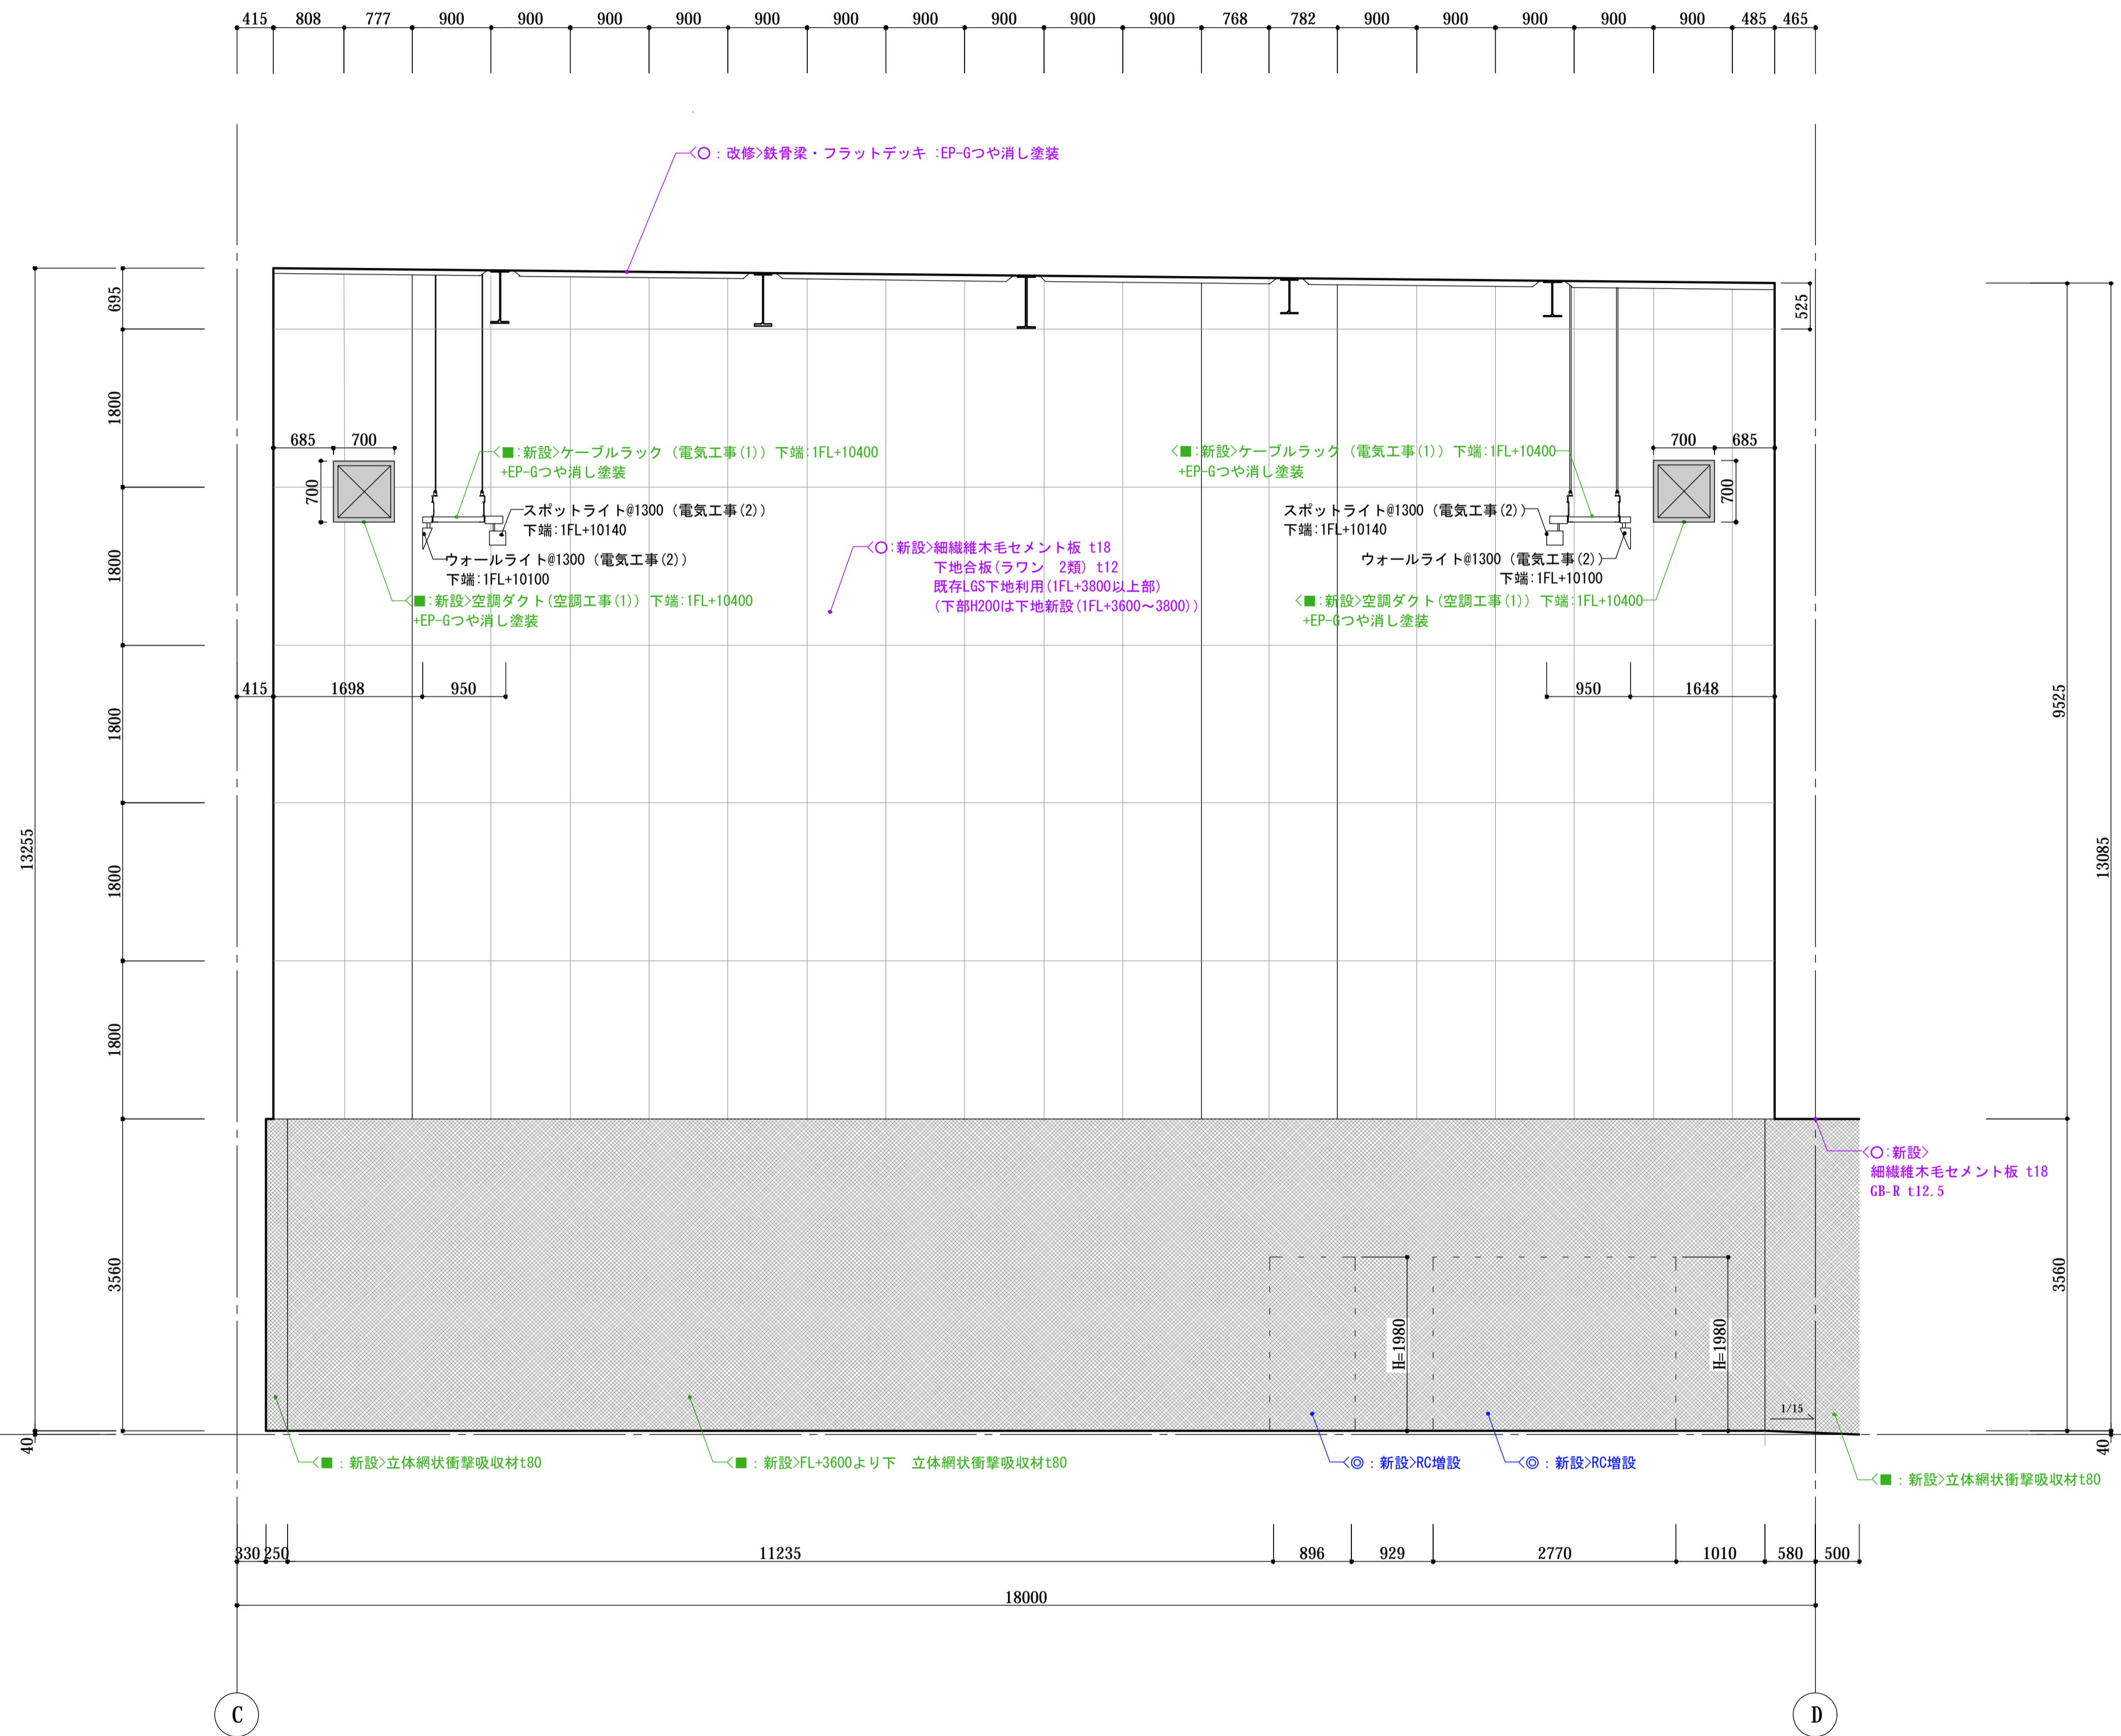 415 808 777 900 900 900 900 900 900 900 900 900 900 768 782 900 900 900 900 900 485 465
<○：改修>鉄骨梁・フラットデッキ :EP-Gつや消し塗装
695
525
1800
685 700
700
<■:新設>ケーブルラック（電気工事(1)）下端:1FL+10400
+EP-Gつや消し塗装
<■:新設>ケーブルラック（電気工事(1)）下端:1FL+10400
+EP-Gつや消し塗装
700 685
700
スポットライト@1300（電気工事(2)）
下端:1FL+10140
スポットライト@1300（電気工事(2)）
下端:1FL+10140
ウォールライト@1300（電気工事(2)）
下端:1FL+10100
<○:新設>細繊維木毛セメント板 t18
下地合板(ラワン　2類) t12
既存LGS下地利用(1FL+3800以上部)
(下部H200は下地新設(1FL+3600～3800))
ウォールライト@1300（電気工事(2)）
下端:1FL+10100
1800
<■:新設>空調ダクト(空調工事(1)) 下端:1FL+10400
+EP-Gつや消し塗装
<■:新設>空調ダクト(空調工事(1)) 下端:1FL+10400
+EP-Gつや消し塗装
415 1698 950
950 1648
1800
9525
13255
1800
13085
1800
<○:新設>
細繊維木毛セメント板 t18
GB-R t12.5
3560
3560
H=1980
H=1980
1/15
40
40
<■：新設>立体網状衝撃吸収材t80
<■：新設>FL+3600より下　立体網状衝撃吸収材t80
<◎：新設>RC増設
<◎：新設>RC増設
<■：新設>立体網状衝撃吸収材t80
330 250 11235 896 929 2770 1010 580 500
18000
C
D